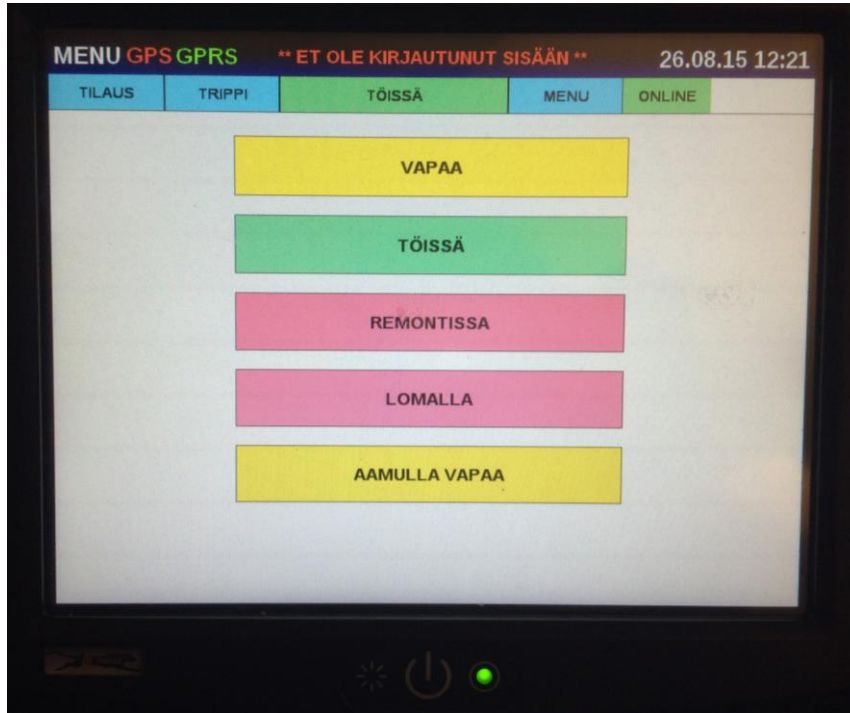 MENU GPS GPRS ** ET OLE KIRJAUTUNUT SISÄÄN ** 26.08.15 12:21
TILAUS TRIPPI TÖISSÄ MENU ONLINE
VAPAA
TÖISSÄ
REMONTISSA
LOMALLA
AAMULLA VAPAA